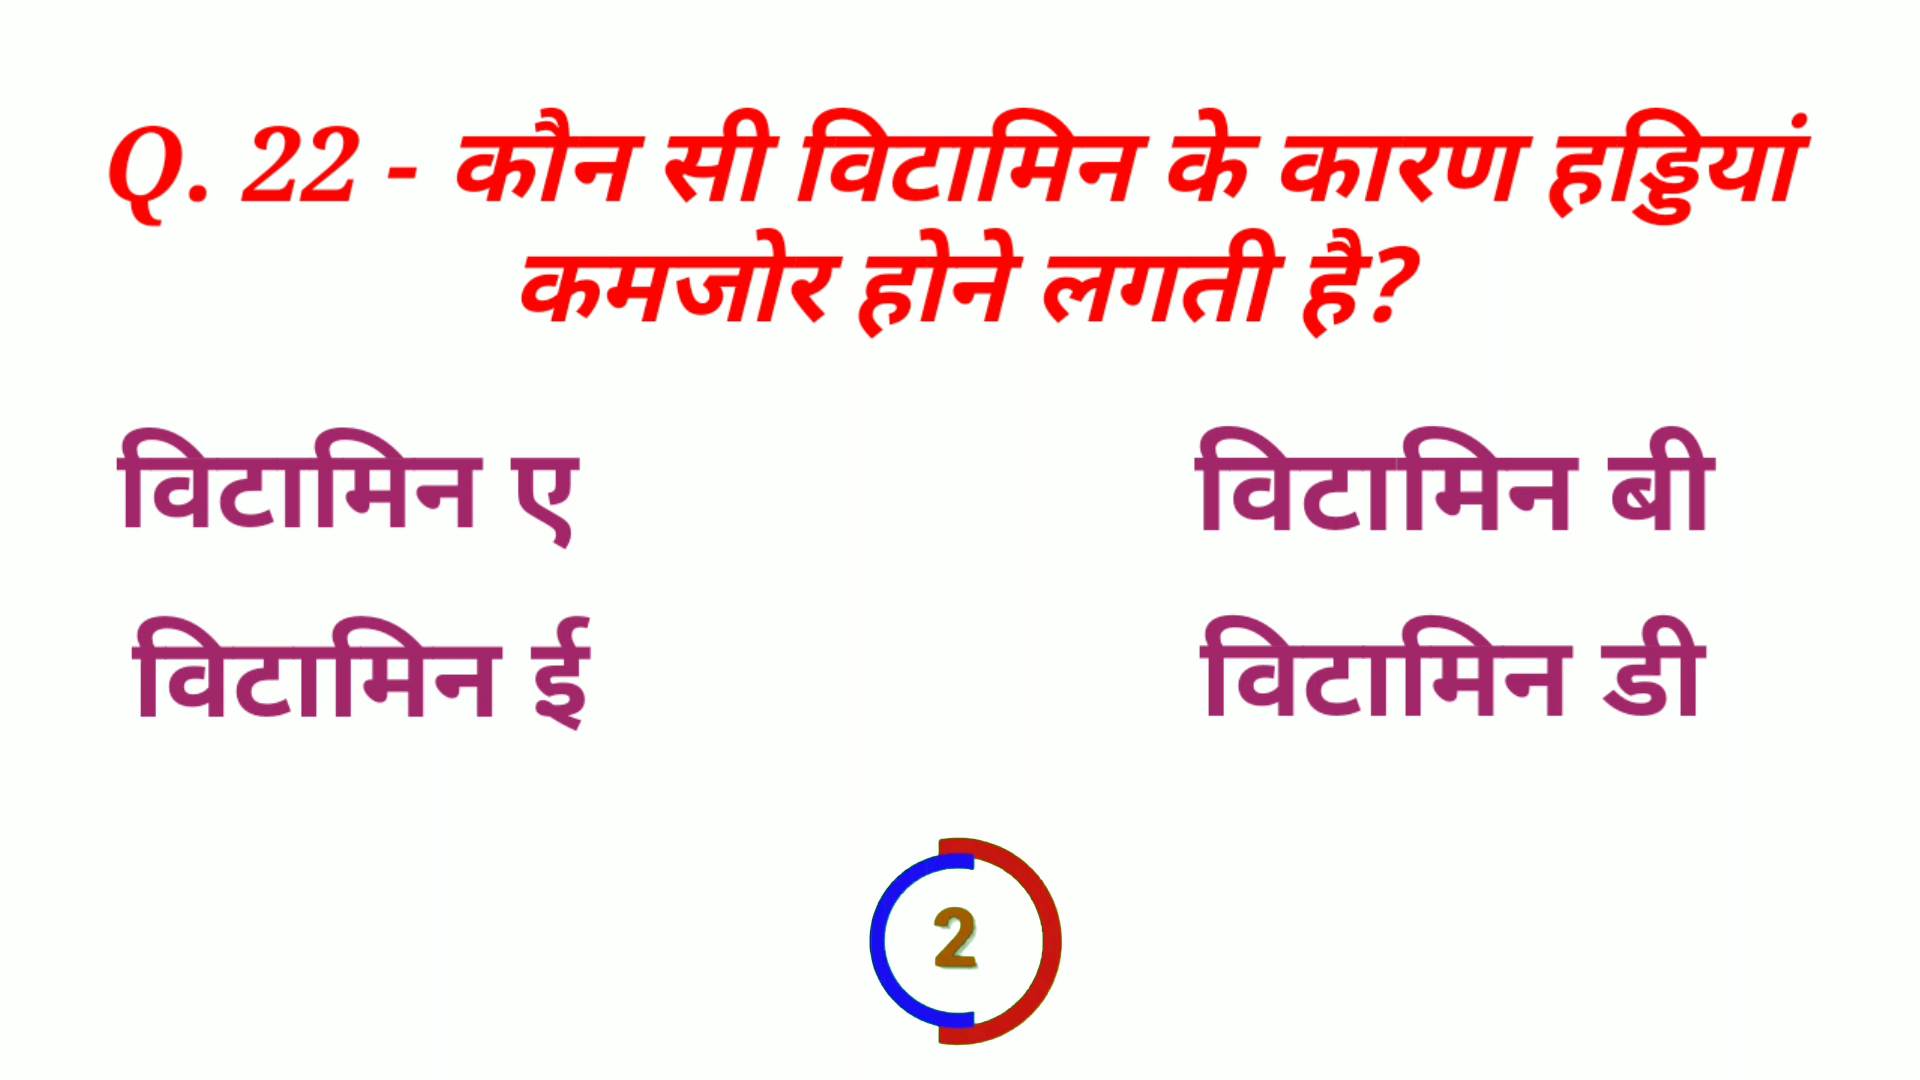 Q. 22 - कौन सी विटामिन के कारण हड्डियां
कमजोर होने लगती है?
विटामिन ए
विटामिन बी
विटामिन ई
विटामिन डी
2